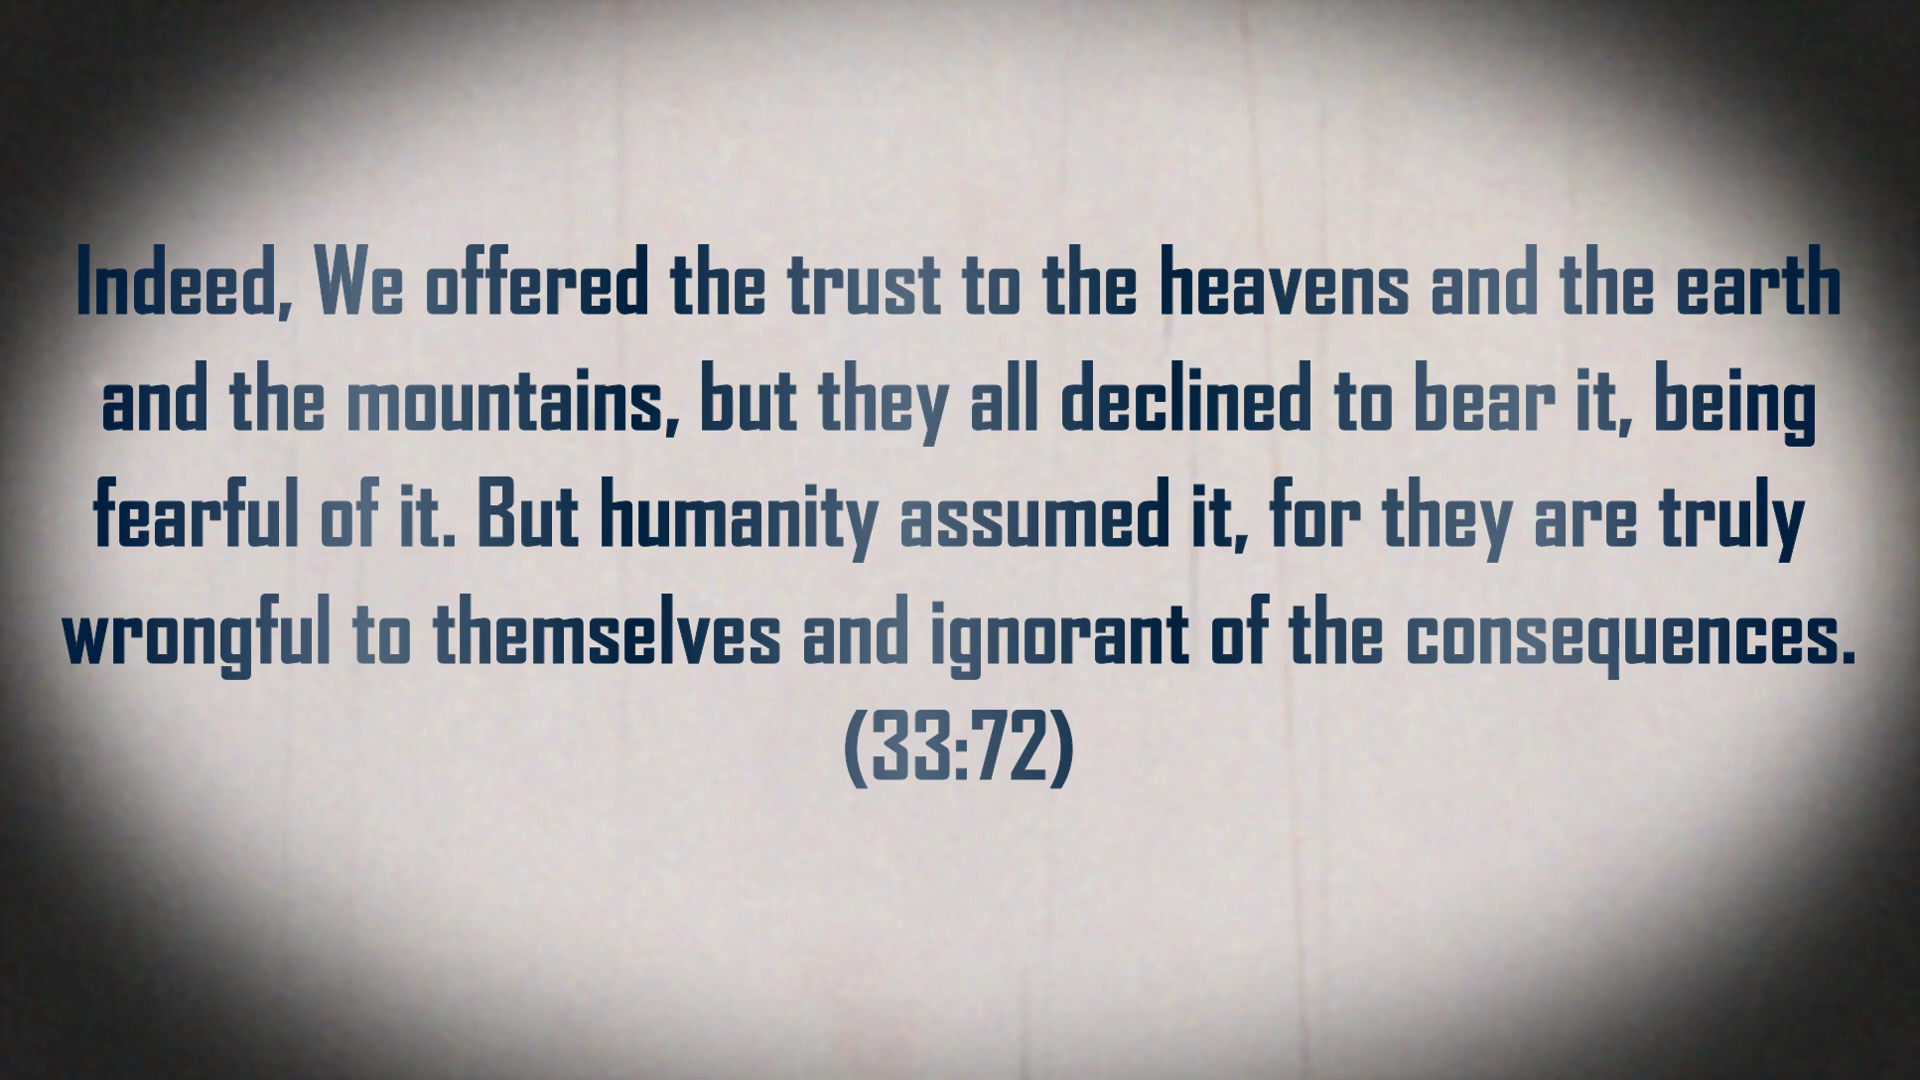 Indeed, We offered the trust to the heavens and the earth
and the mountains, but they all declined to bear it, being
fearful of it. But humanity assumed it, for they are truly
wrongful to themselves and ignorant of the consequences.
(33:72)